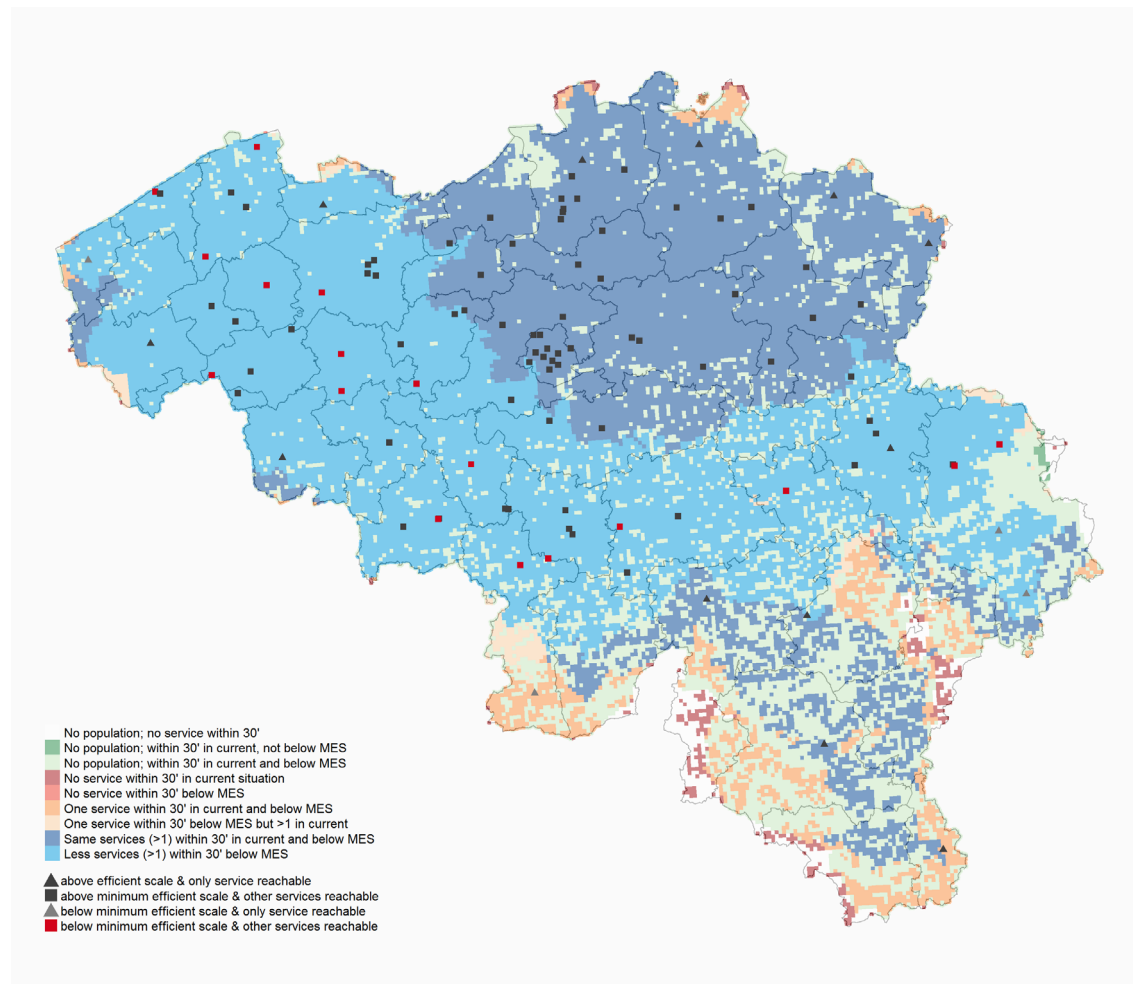 No population; no service within 30'
No population; within 30' in current, not below MES
No population; within 30' in current and below MES
No service within 30' in current situation
No service within 30' below MES
One service within 30' in current and below MES
One service within 30' below MES but >1 in current
Same services (>1) within 30' in current and below MES
Less services (>1) within 30' below MES
above efficient scale & only service reachable
above minimum efficient scale & other services reachable
below minimum efficient scale & only service reachable
below minimum efficient scale & other services reachable